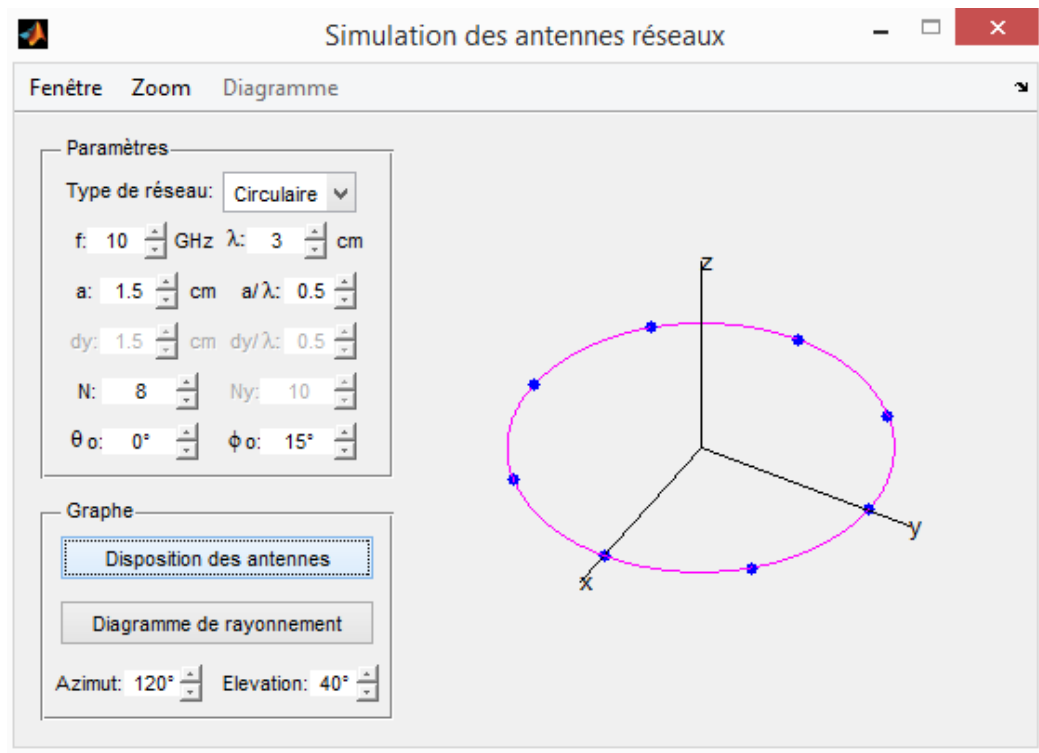 Simulation des antennes réseaux
Fenêtre Zoom Diagramme
Paramètres
Type de réseau: Circulaire
f: 10 GHz λ: 3 cm
a: 1.5 cm a/λ: 0.5
dy: 1.5 cm dy/λ: 0.5
N: 8 Ny: 10
θo: 0° ϕo: 15°
Graphe
Disposition des antennes
Diagramme de rayonnement
Azimut: 120° Elevation: 40°
z
y
x